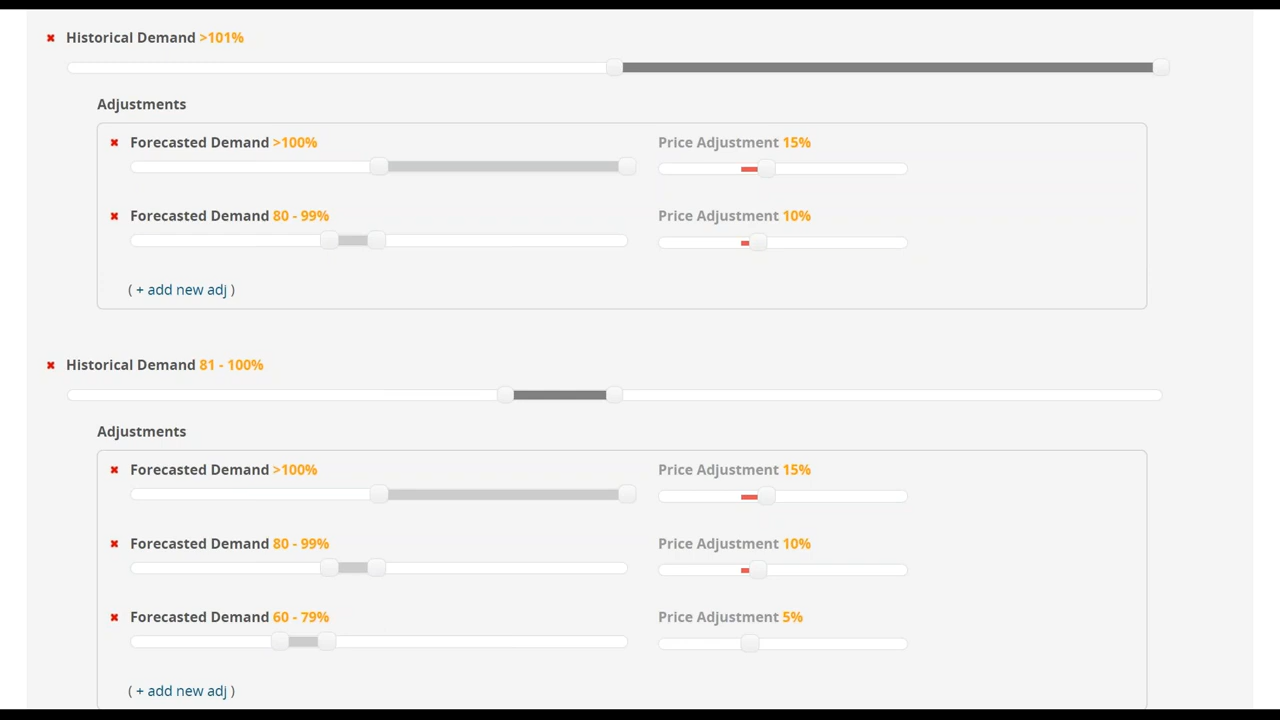 Historical Demand >101%
Adjustments
Forecasted Demand >100% Price Adjustment 15%
Forecasted Demand 80 - 99% Price Adjustment 10%
( + add new adj )
Historical Demand 81 - 100%
Adjustments
Forecasted Demand >100% Price Adjustment 15%
Forecasted Demand 80 - 99% Price Adjustment 10%
Forecasted Demand 60 - 79% Price Adjustment 5%
( + add new adj )